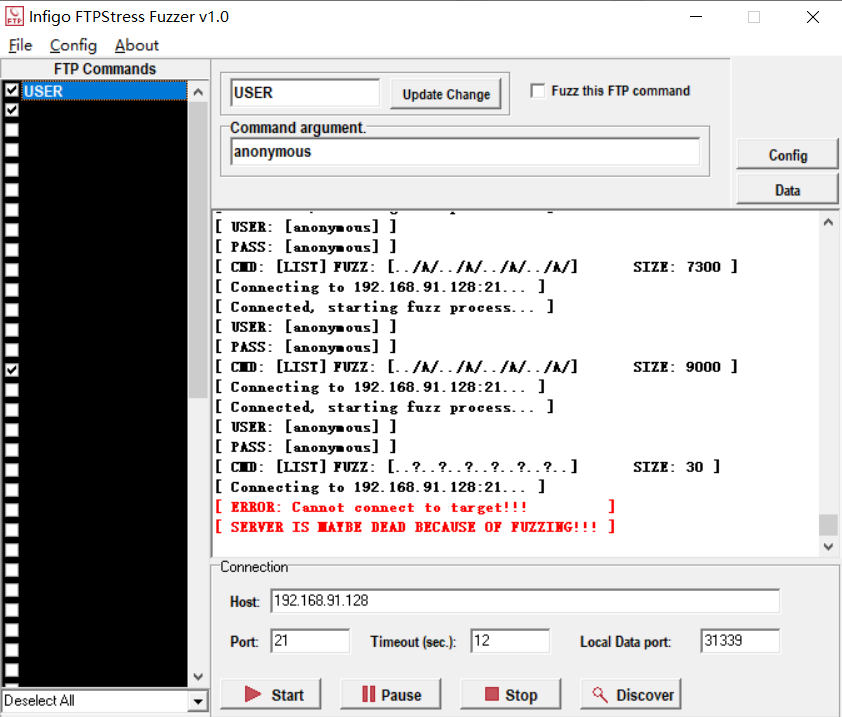 Infigo FTPStress Fuzzer v1.0
File Config About
FTP Commands
USER
USER
Update Change
Fuzz this FTP command
Command argument.
anonymous
Config
Data
[ USER: [anonymous] ]
[ PASS: [anonymous] ]
[ CMD: [LIST] FUZZ: [../A/../A/../A/../A/] SIZE: 7300 ]
[ Connecting to 192.168.91.128:21... ]
[ Connected, starting fuzz process... ]
[ USER: [anonymous] ]
[ PASS: [anonymous] ]
[ CMD: [LIST] FUZZ: [../A/../A/../A/../A/] SIZE: 9000 ]
[ Connecting to 192.168.91.128:21... ]
[ Connected, starting fuzz process... ]
[ USER: [anonymous] ]
[ PASS: [anonymous] ]
[ CMD: [LIST] FUZZ: [..?..?..?..?..?..?..] SIZE: 30 ]
[ Connecting to 192.168.91.128:21... ]
[ ERROR: Cannot connect to target!!! ]
[ SERVER IS MAYBE DEAD BECAUSE OF FUZZING!!! ]
Connection
Host: 192.168.91.128
Port: 21 Timeout (sec.): 12 Local Data port: 31339
Deselect All
Start Pause Stop Discover